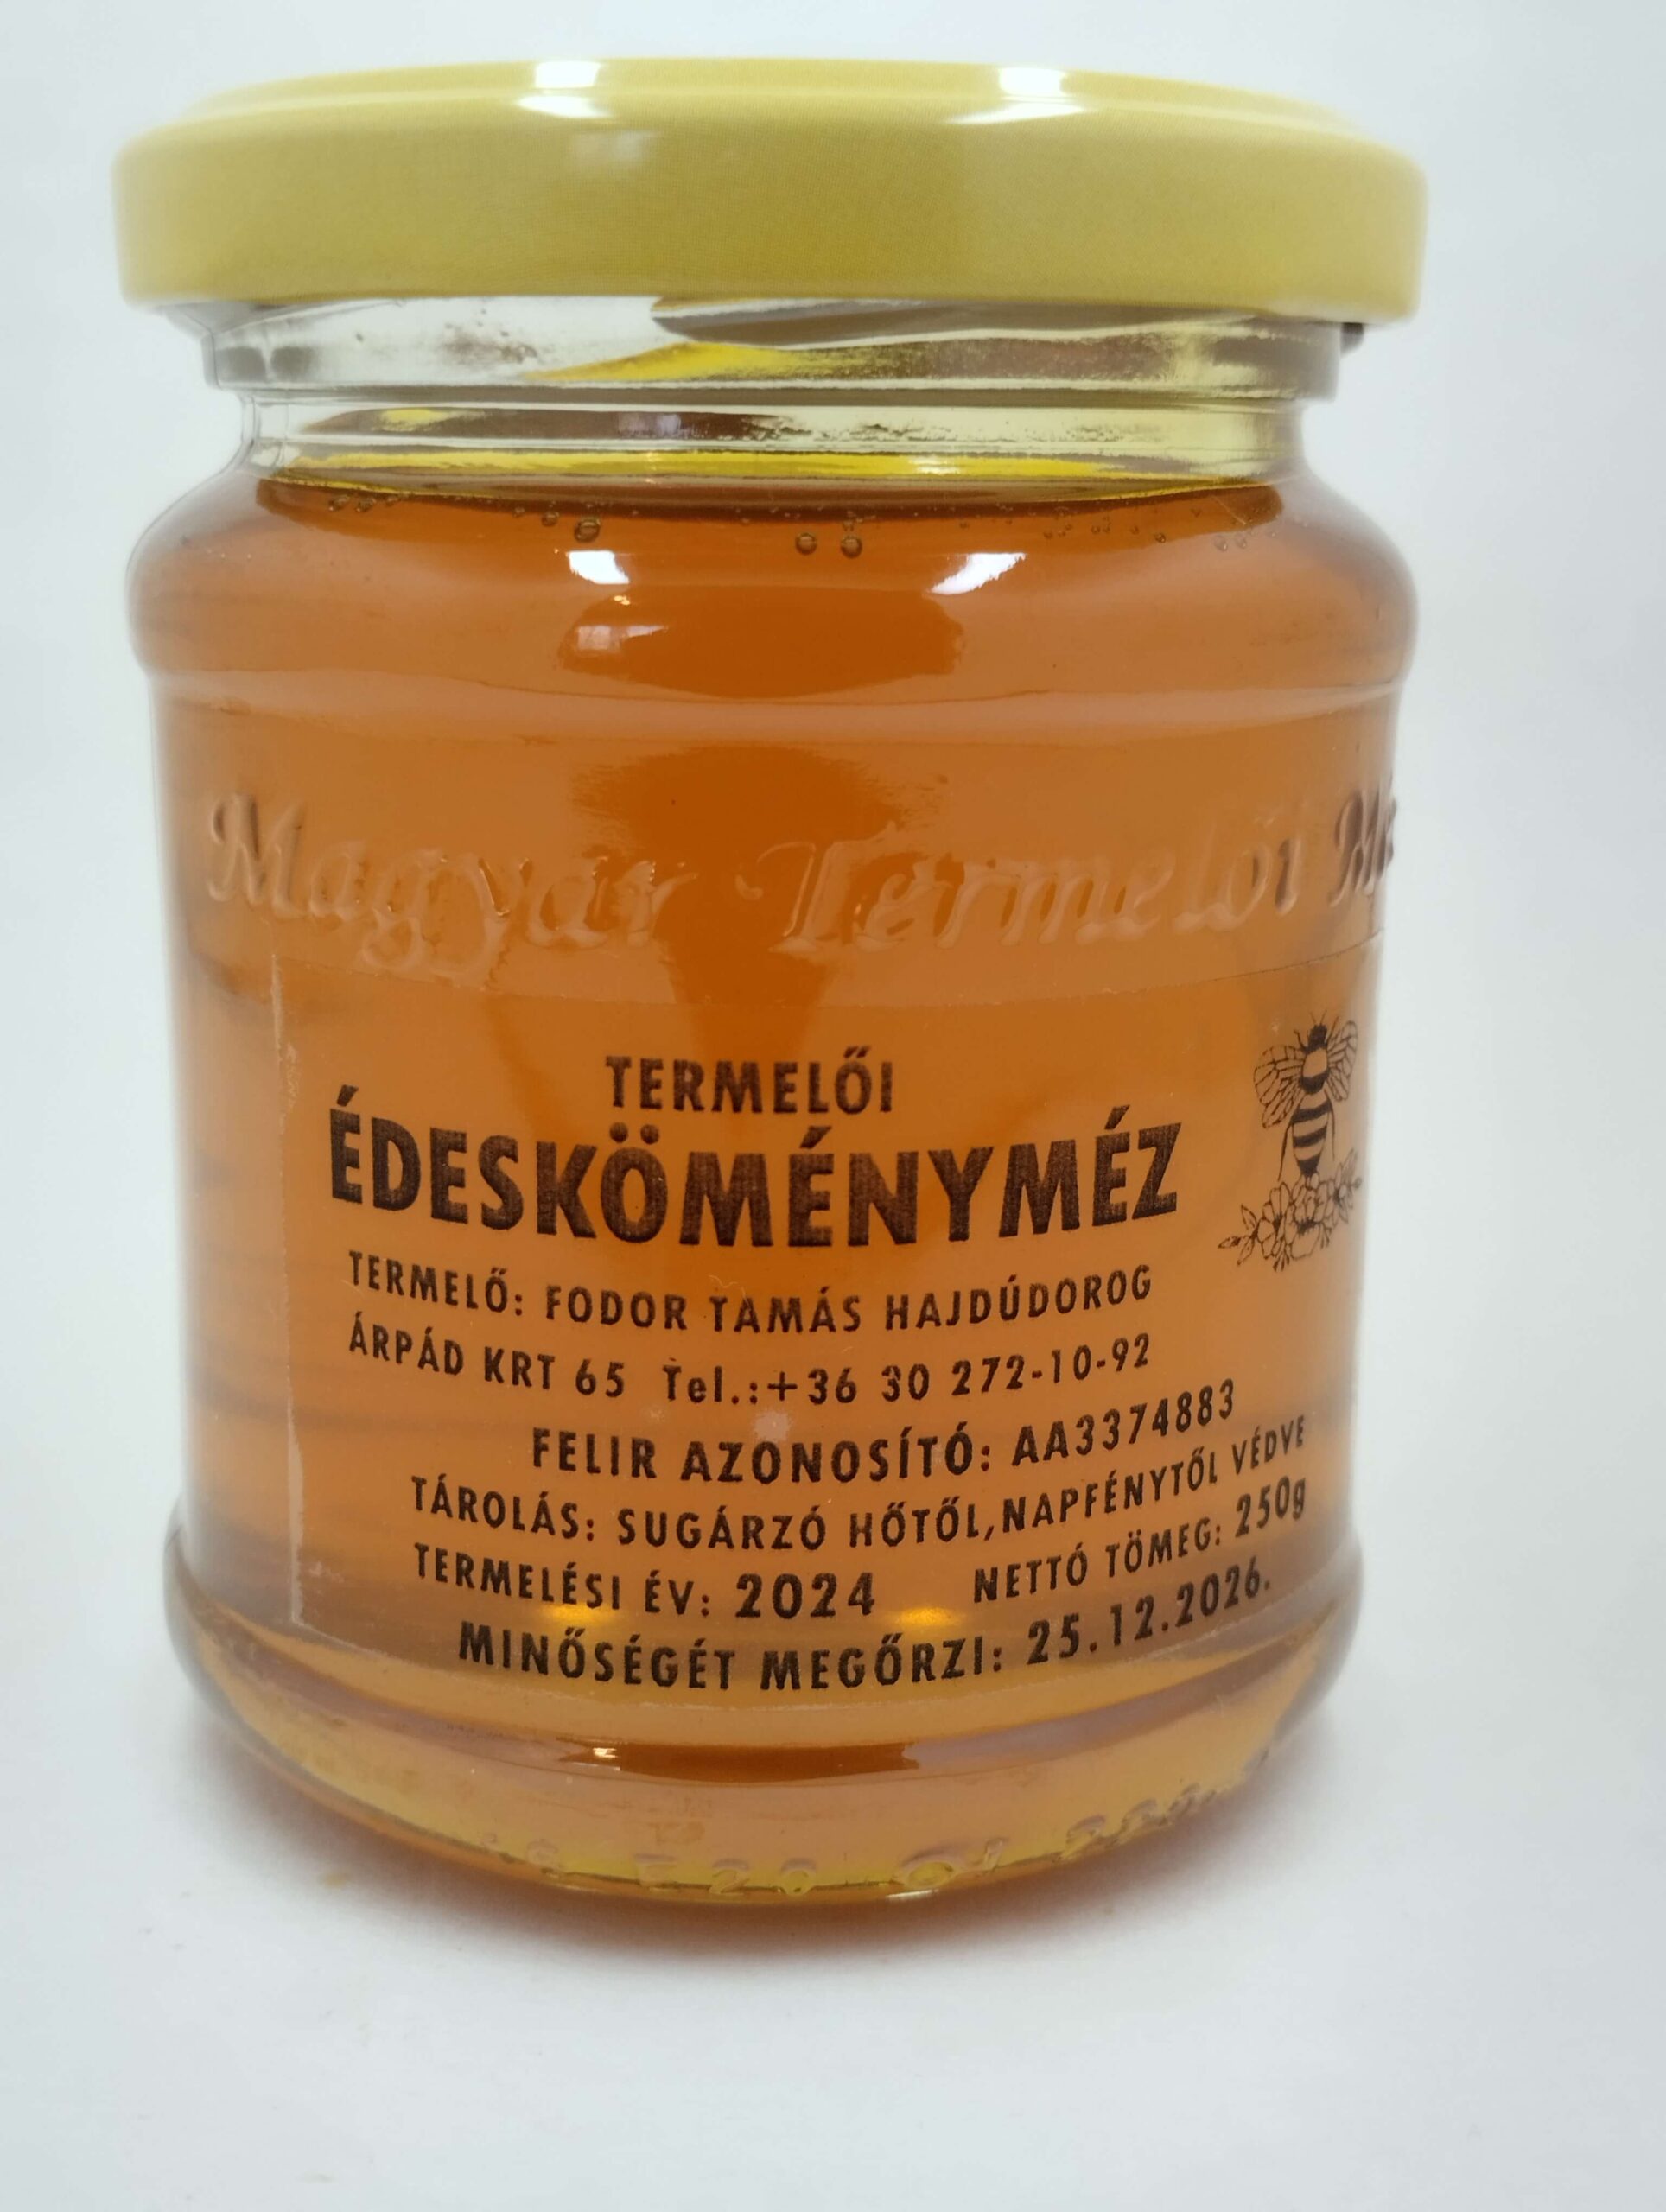 Magyar Termelői
TERMELŐI
ÉDESKÖMÉNYMÉZ
TERMELŐ: FODOR TAMÁS HAJDÚDOROG
ÁRPÁD KRT 65 Tel.:+36 30 272-10-92
FELIR AZONOSÍTÓ: AA3374883
TÁROLÁS: SUGÁRZÓ HŐTŐL,NAPFÉNYTŐL VÉDVE
TERMELÉSI ÉV: 2024 NETTÓ TÖMEG: 250g
MINŐSÉGÉT MEGŐRZI: 25.12.2026.